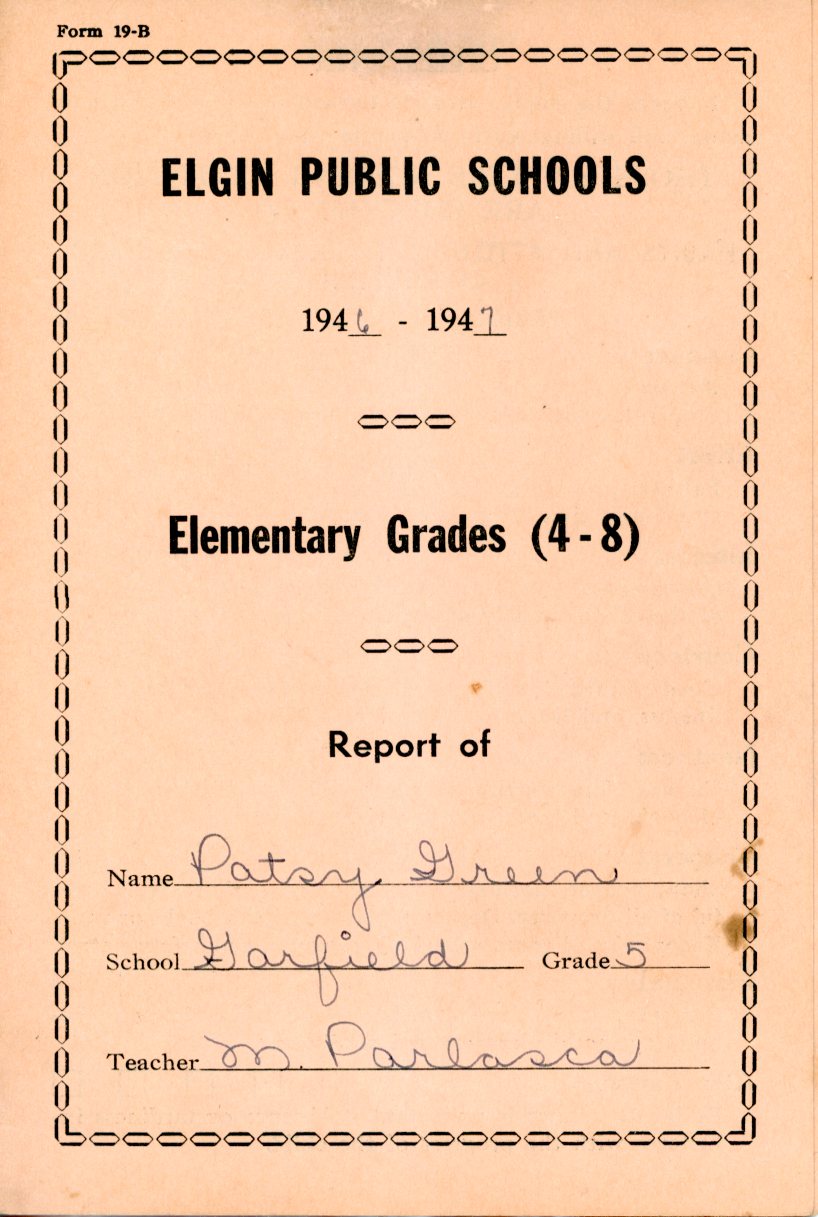 Form 19-B
ELGIN PUBLIC SCHOOLS
1946 - 1947
Elementary Grades (4-8)
Report of
Name Patsy Green
School Garfield Grade 5
Teacher M. Parlasca